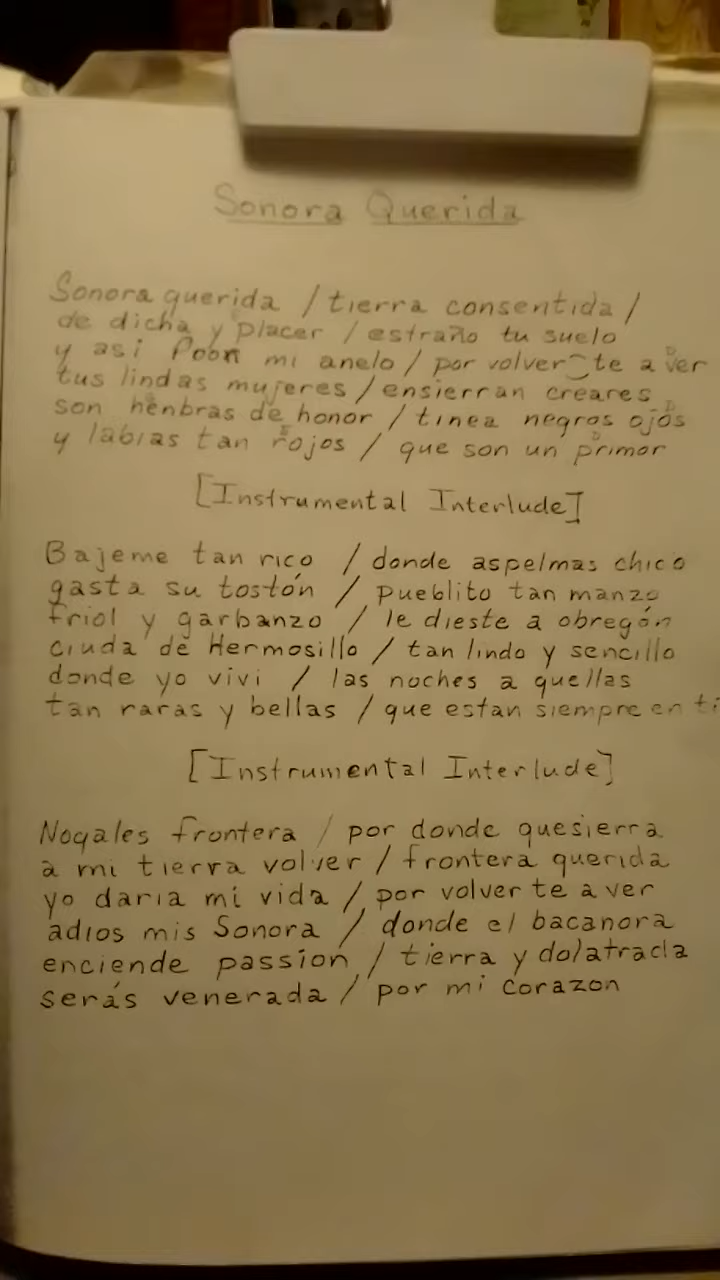 Sonora Querida
Sonora querida / tierra consentida /
de dicha y placer / estraño tu suelo
y asi Poon mi anelo / por volver te a ver
tus lindas mujeres / ensierran creares
son henbras de honor / tinea negros ojos
y labias tan rojos / que son un primor
[Instrumental Interlude]
Bajeme tan rico / donde aspelmas chico
gasta su tostón / pueblito tan manzo
friol y garbanzo / le dieste a obregón
ciuda de Hermosillo / tan lindo y sencillo
donde yo vivi / las noches a quellas
tan raras y bellas / que estan siempre en ti
[Instrumental Interlude]
Nogales frontera / por donde quesierra
a mi tierra volver / frontera querida
yo daria mi vida / por volver te a ver
adios mis Sonora / donde el bacanora
enciende passion / tierra y dolatracla
serás venerada / por mi corazon